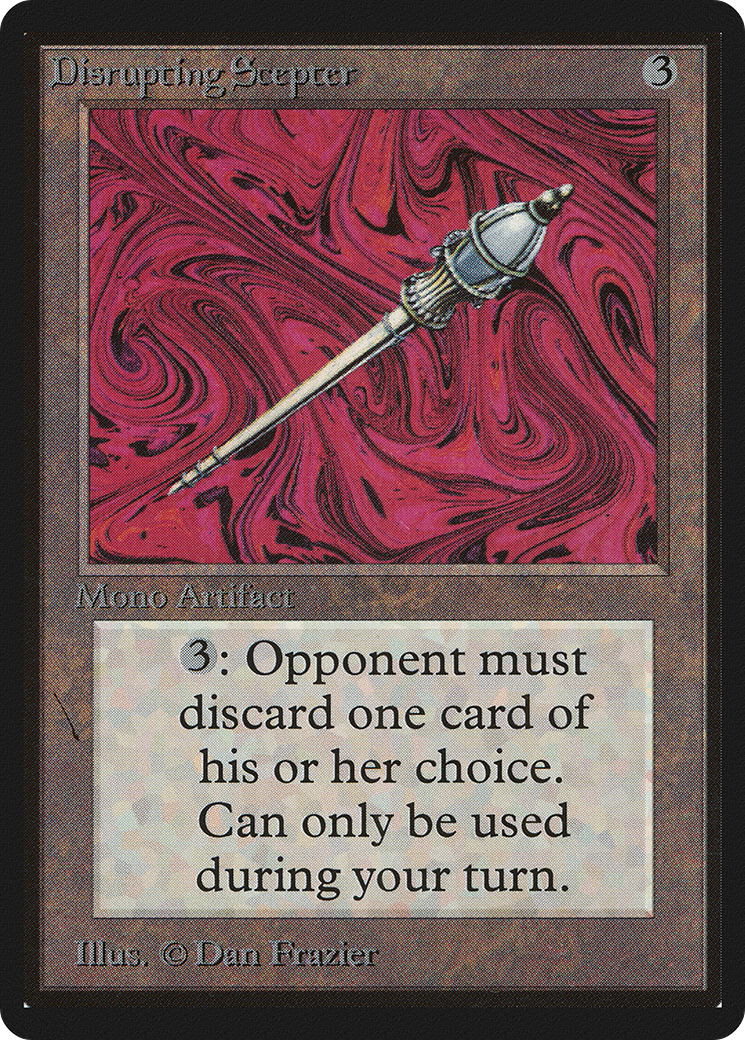 Disrupting Scepter 3
Mono Artifact
3: Opponent must
discard one card of
his or her choice.
Can only be used
during your turn.
Illus. © Dan Frazier